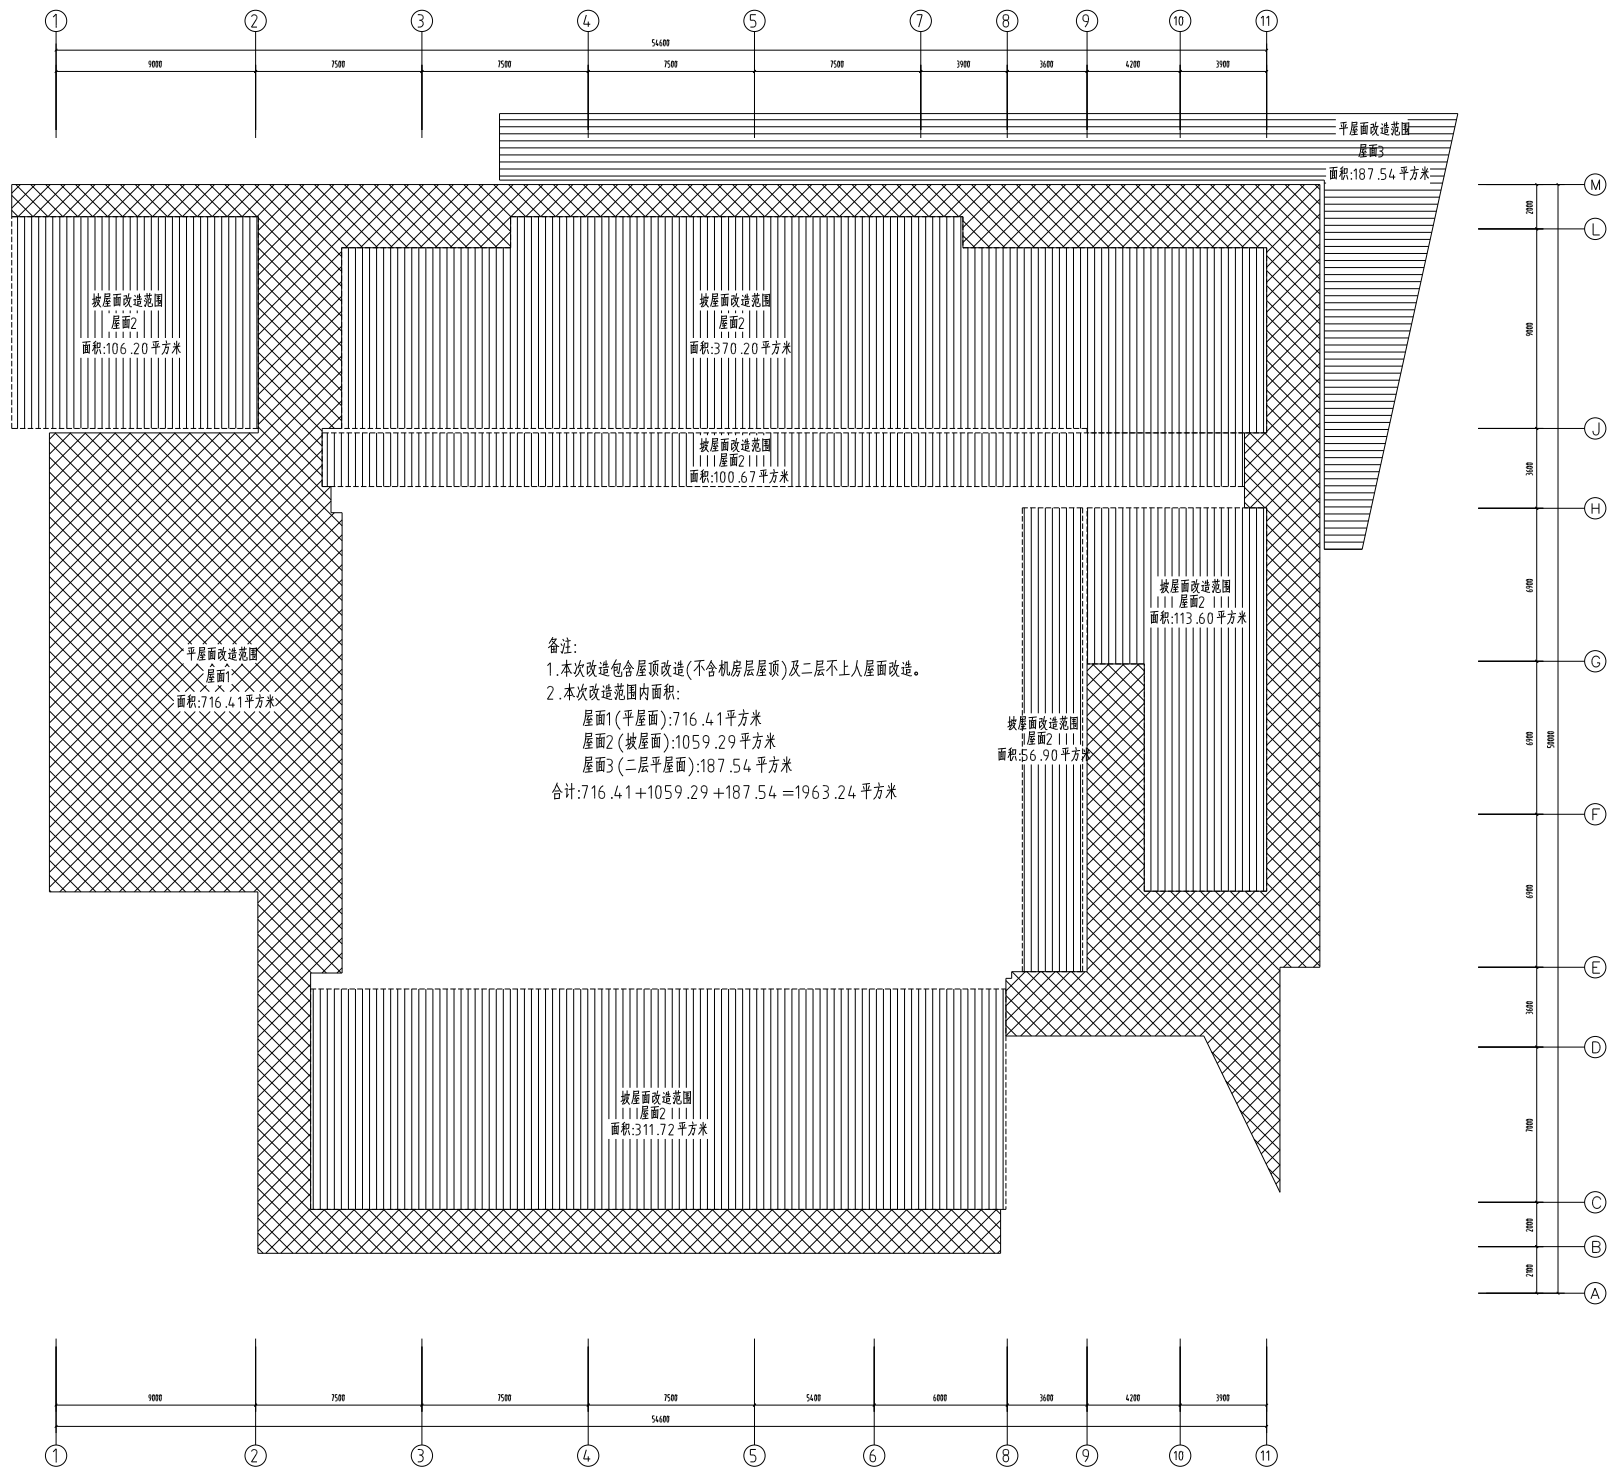 1 2 3 4 5 7 8 9 10 11
54600
9000 7500 7500 7500 7500 3900 3600 4200 3900
平屋面改造范围
屋面3
面积:187.54平方米
M
2000
L
坡屋面改造范围
屋面2
面积:106.20平方米
坡屋面改造范围
屋面2
面积:370.20平方米
9000
J
坡屋面改造范围
屋面2
面积:100.67平方米
3600
H
坡屋面改造范围
屋面2
面积:113.60平方米
6900
平屋面改造范围
屋面1
面积:716.41平方米
备注:
1.本次改造包含屋顶改造(不含机房层屋顶)及二层不上人屋面改造。
2.本次改造范围内面积:
屋面1(平屋面):716.41平方米
屋面2(披屋面):1059.29平方米
屋面3(二层平屋面):187.54平方米
合计:716.41+1059.29+187.54=1963.24平方米
G
坡屋面改造范围
屋面2
面积:56.90平方米
6900
50000
F
6900
E
3600
D
坡屋面改造范围
屋面2
面积:311.72平方米
7000
C
2000
B
2100
A
9000 7500 7500 7500 5400 6000 3600 4200 3900
54600
1 2 3 4 5 6 8 9 10 11